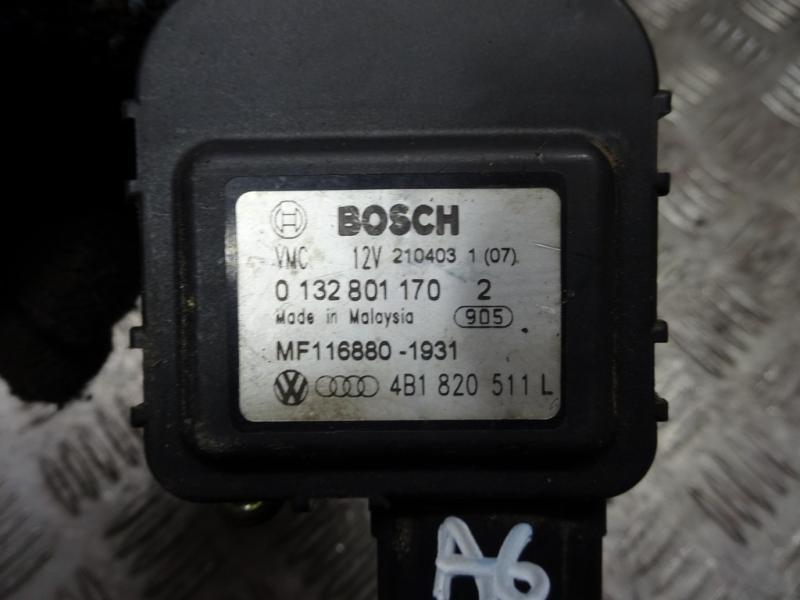 BOSCH
VMC 12V 210403 1 (07)
0 132 801 170 2
Made in Malaysia 905
MF116880-1931
4B1 820 511 L
A6